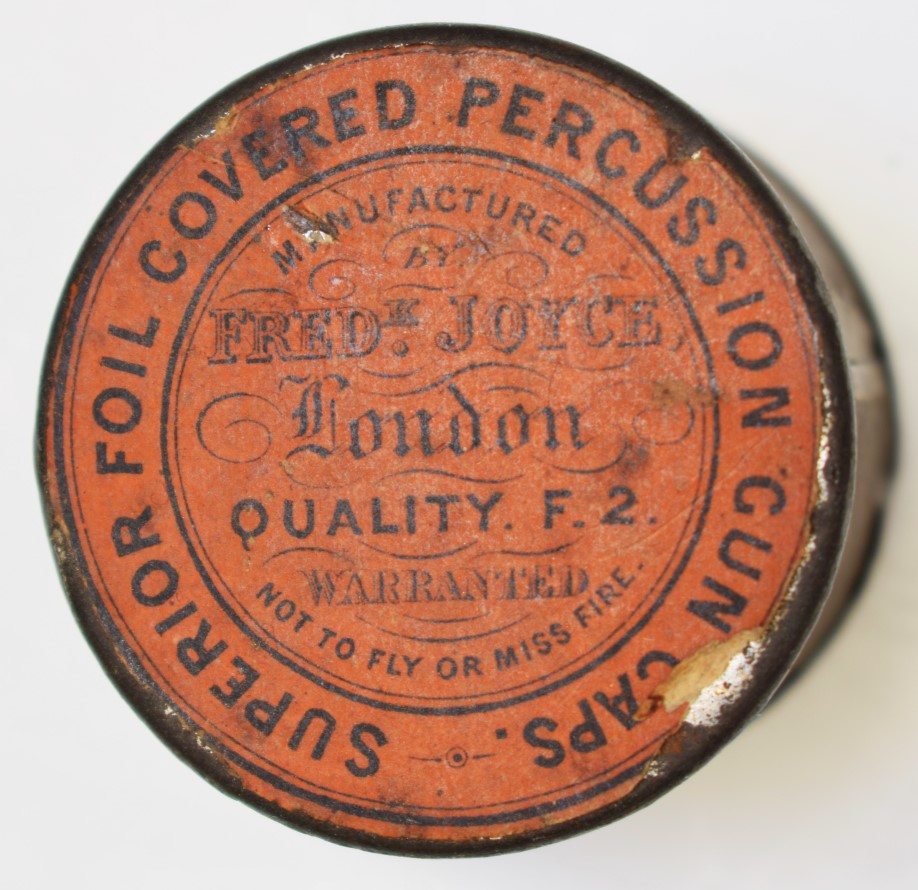 SUPERIOR FOIL COVERED PERCUSSION GUN CAPS.
MANUFACTURED
BY
FREDK. JOYCE
London
QUALITY. F. 2.
WARRANTED
NOT TO FLY OR MISS FIRE.